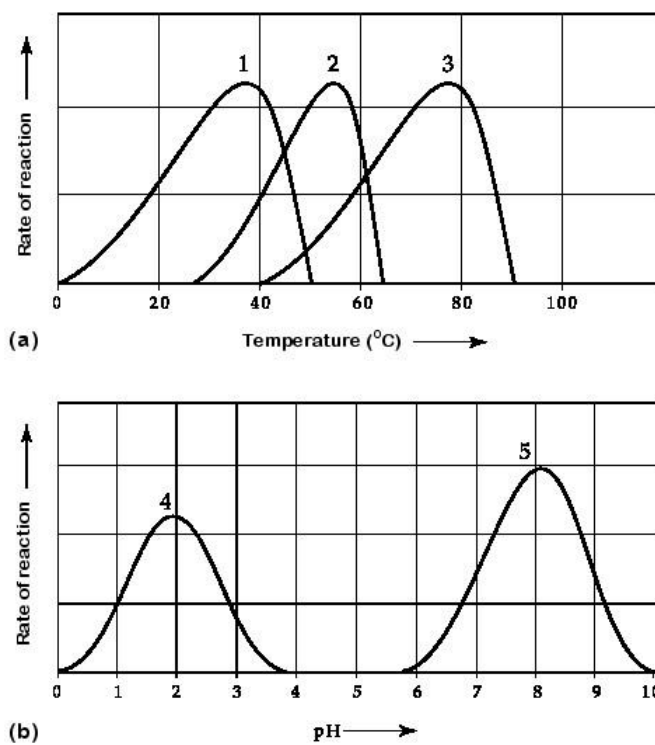 Rate of reaction
1 2 3
0 20 40 60 80 100
(a) Temperature (°C)
Rate of reaction
4 5
0 1 2 3 4 5 6 7 8 9 10
(b) pH